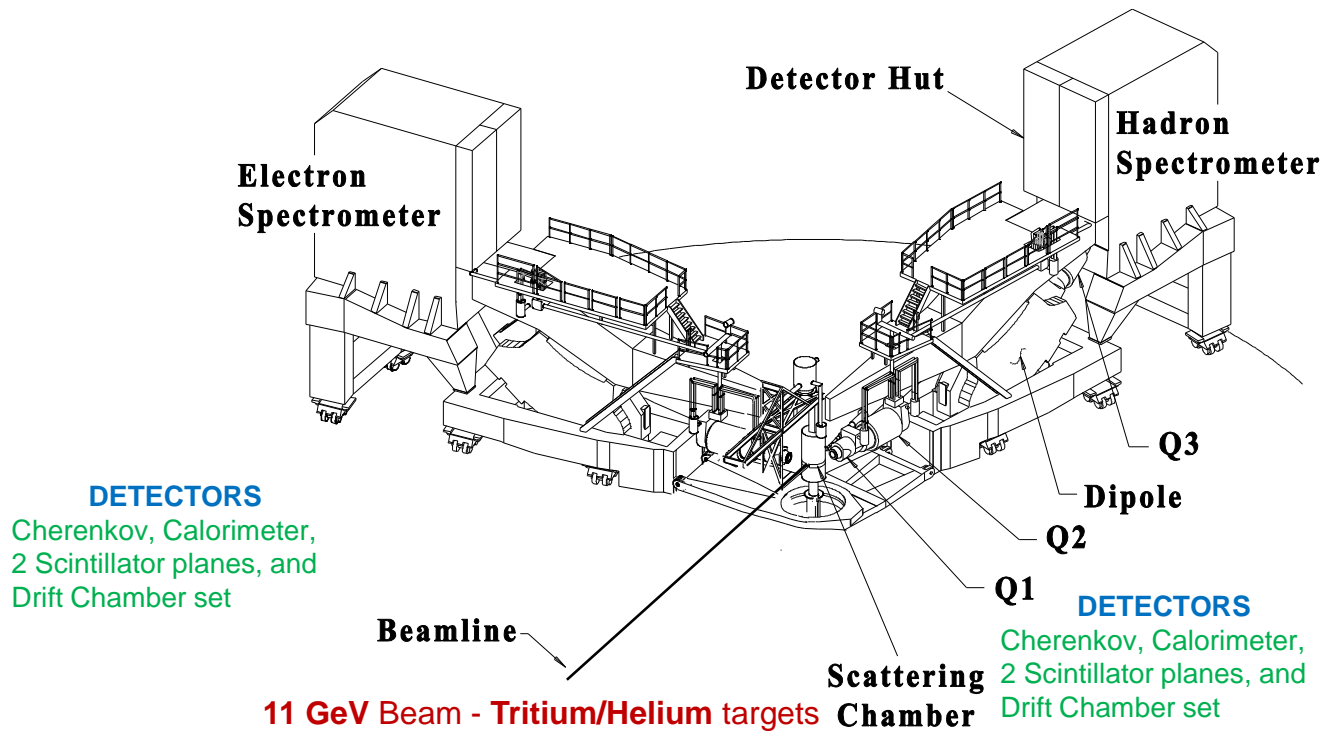 Detector Hut
Hadron
Spectrometer
Electron
Spectrometer
Q3
Dipole
Q2
Q1
DETECTORS
Cherenkov, Calorimeter,
2 Scintillator planes, and
Drift Chamber set
Beamline
Scattering
Chamber
DETECTORS
Cherenkov, Calorimeter,
2 Scintillator planes, and
Drift Chamber set
11 GeV Beam - Tritium/Helium targets